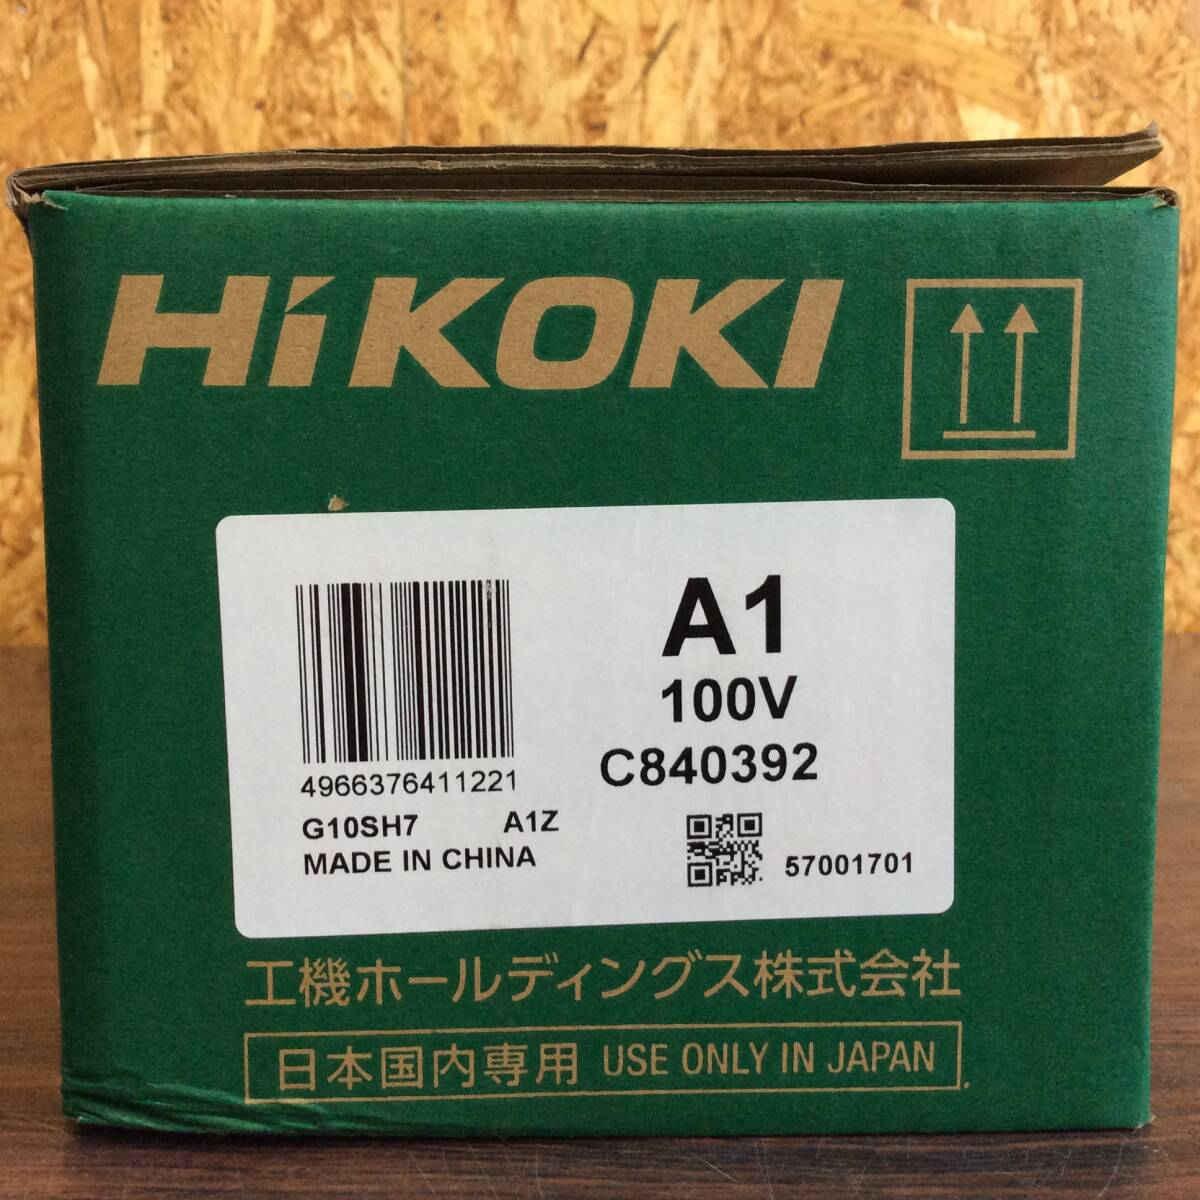 HiKOKI
A1
100V
C840392
4966376411221
G10SH7 A1Z
MADE IN CHINA
57001701
工機ホールディングス株式会社
日本国内専用 USE ONLY IN JAPAN